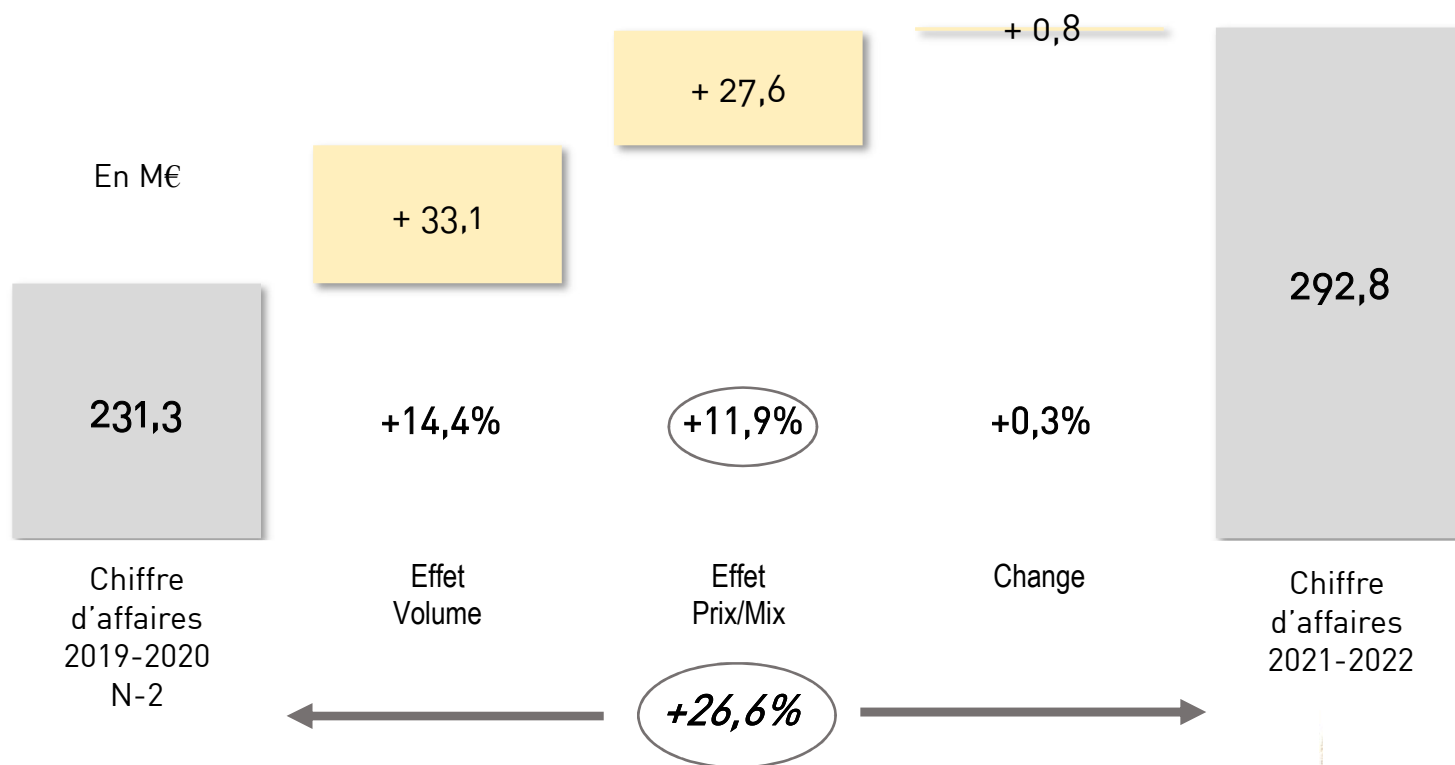 + 0,8
+ 27,6
En M€
+ 33,1
292,8
231,3
+14,4%
+11,9%
+0,3%
Chiffre
d’affaires
2019-2020
N-2
Effet
Volume
Effet
Prix/Mix
Change
Chiffre
d’affaires
2021-2022
+26,6%